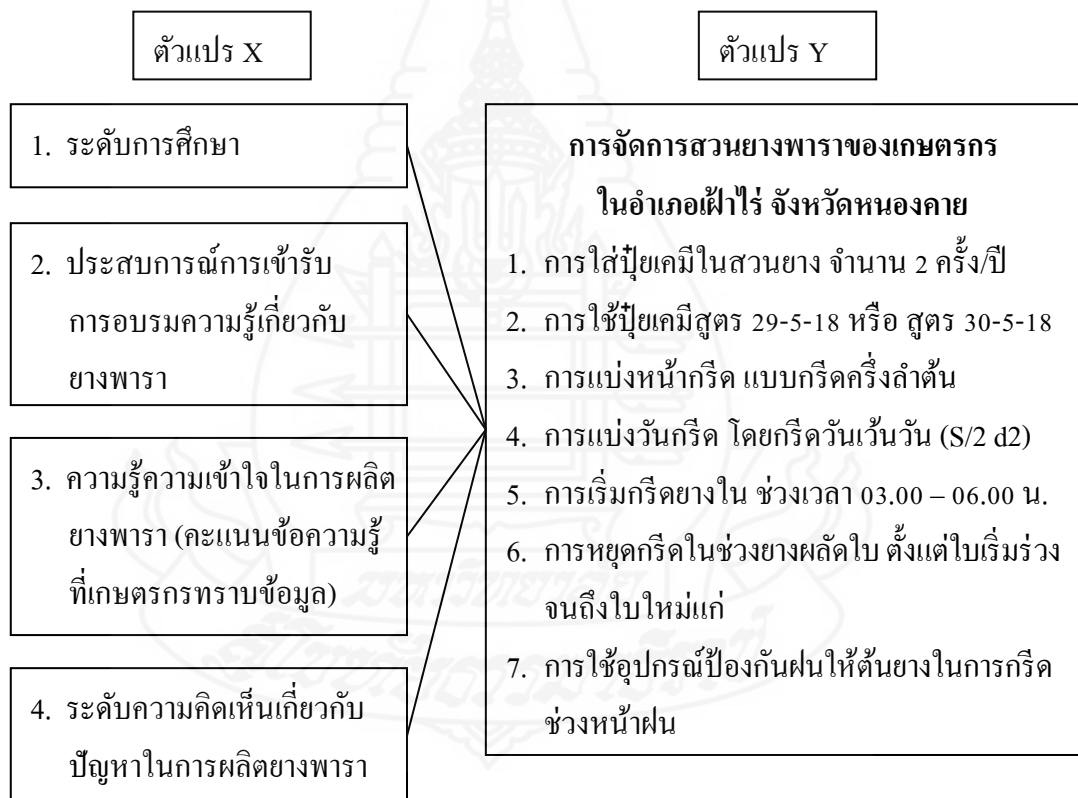 ตัวแปร X
ตัวแปร Y
1. ระดับการศึกษา
2. ประสบการณ์การเข้ารับ
การอบรมความรู้เกี่ยวกับ
ยางพารา
3. ความรู้ความเข้าใจในการผลิต
ยางพารา (คะแนนข้อความรู้
ที่เกษตรกรทราบข้อมูล)
4. ระดับความคิดเห็นเกี่ยวกับ
ปัญหาในการผลิตยางพารา
การจัดการสวนยางพาราของเกษตรกร
ในอำเภอเฝ้าไร่ จังหวัดหนองคาย
1. การใส่ปุ๋ยเคมีในสวนยาง จำนาน 2 ครั้ง/ปี
2. การใช้ปุ๋ยเคมีสูตร 29-5-18 หรือ สูตร 30-5-18
3. การแบ่งหน้ากรีด แบบกรีดครึ่งลำต้น
4. การแบ่งวันกรีด โดยกรีดวันเว้นวัน (S/2 d2)
5. การเริ่มกรีดยางใน ช่วงเวลา 03.00 – 06.00 น.
6. การหยุดกรีดในช่วงยางผลัดใบ ตั้งแต่ใบเริ่มร่วง
จนถึงใบใหม่แก่
7. การใช้อุปกรณ์ป้องกันฝนให้ต้นยางในการกรีด
ช่วงหน้าฝน